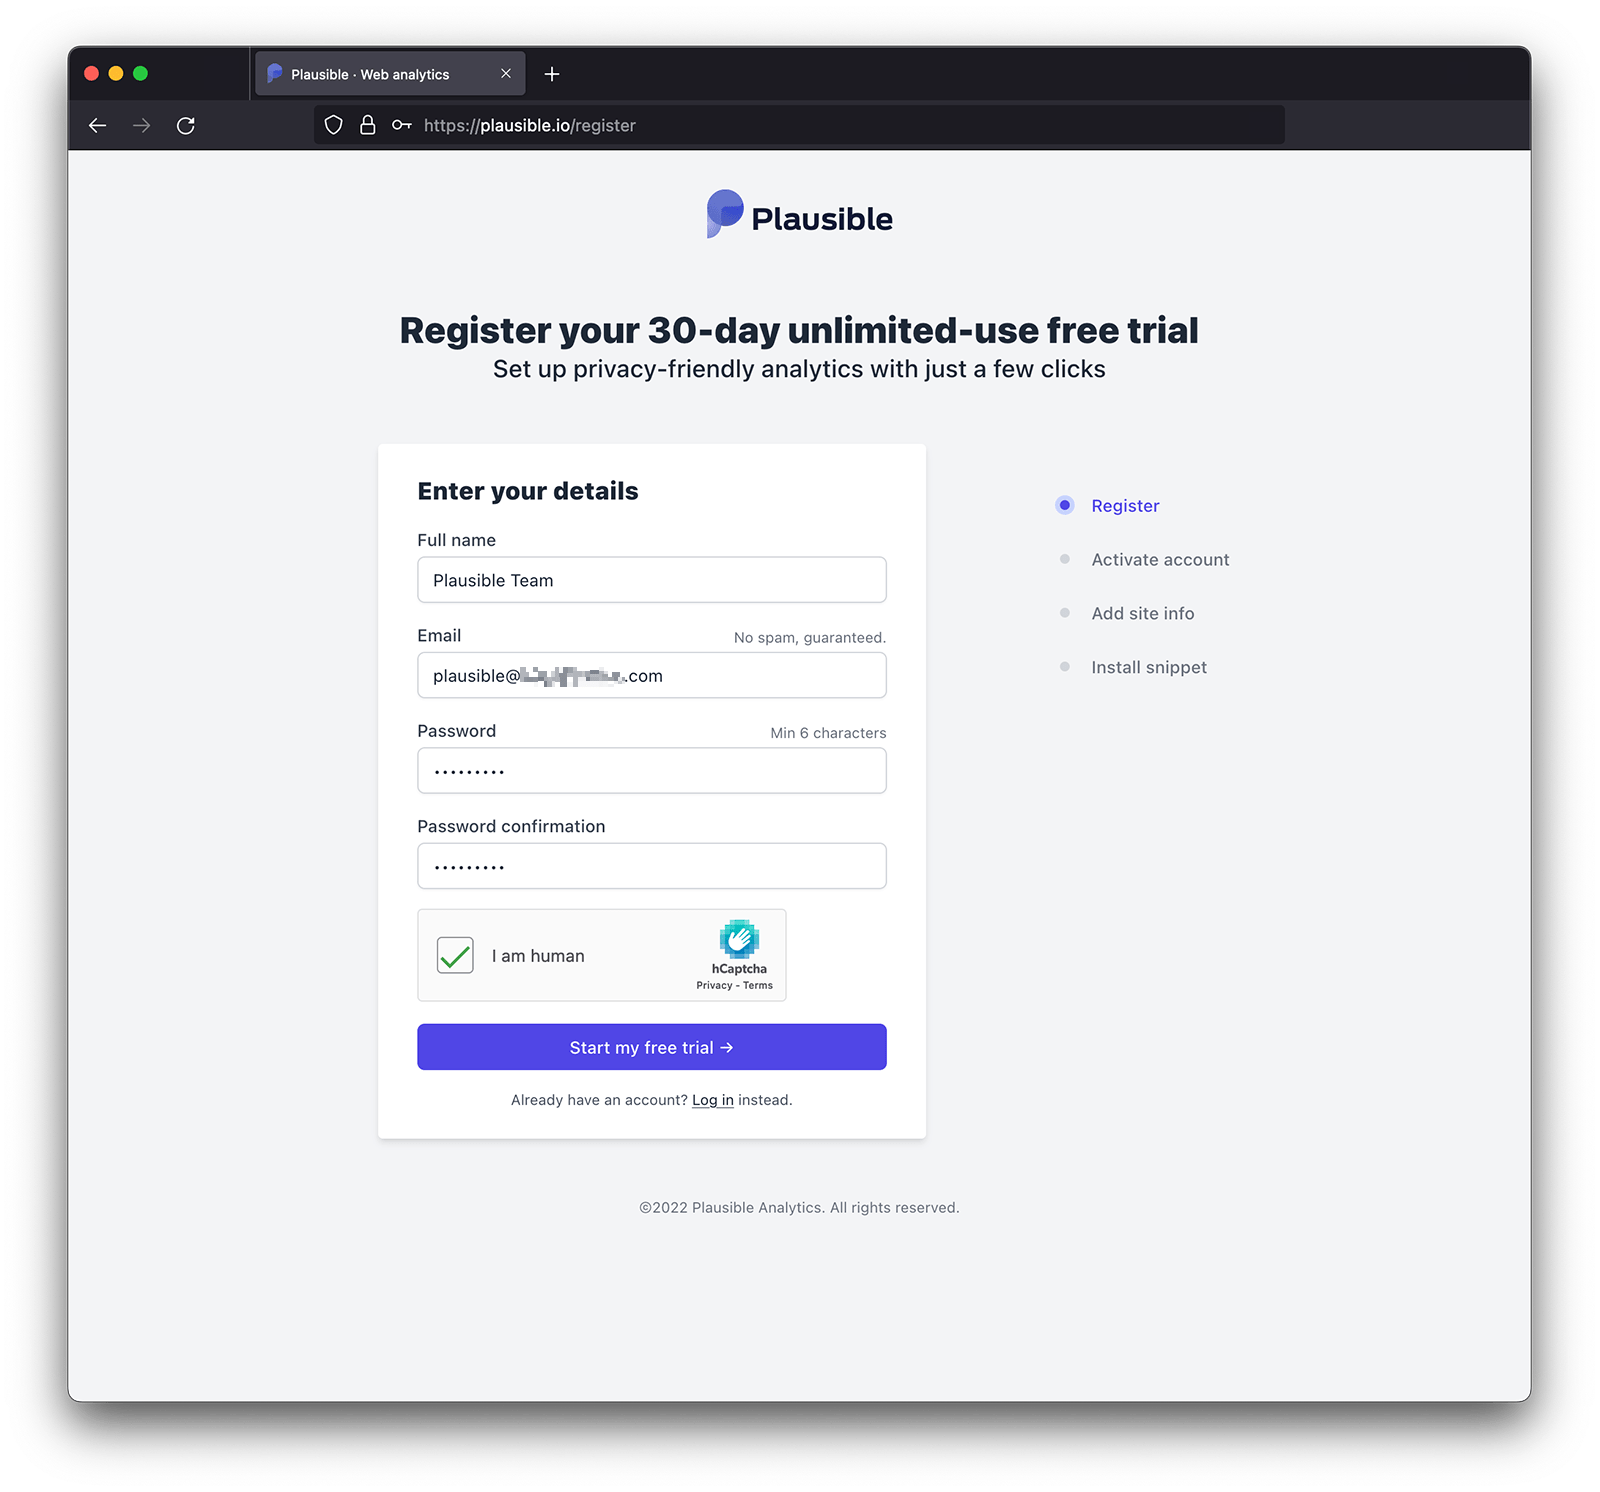 Plausible · Web analytics
https://plausible.io/register
Plausible
Register your 30-day unlimited-use free trial
Set up privacy-friendly analytics with just a few clicks
Enter your details
Full name
Plausible Team
Email
No spam, guaranteed.
plausible@ .com
Password
Min 6 characters
•••••••••
Password confirmation
•••••••••
I am human
hCaptcha
Privacy - Terms
Start my free trial →
Already have an account? Log in instead.
Register
Activate account
Add site info
Install snippet
©2022 Plausible Analytics. All rights reserved.